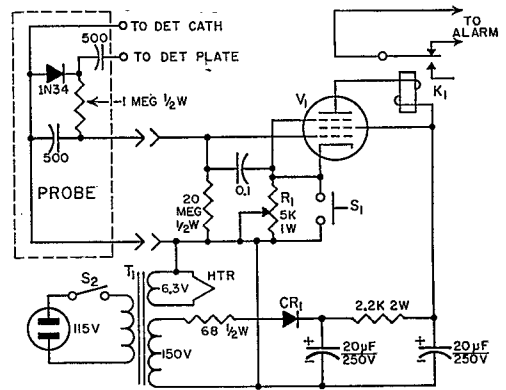 500
TO DET CATH
TO DET PLATE
TO
ALARM
1N34
1 MEG 1/2W
V1
K1
500
PROBE
0.1
20
MEG
1/2W
R1
5K
1W
S1
S2
T1
HTR
6.3V
115V
CR1
2.2K 2W
68 1/2W
150V
+
-
20µF
250V
+
-
20µF
250V